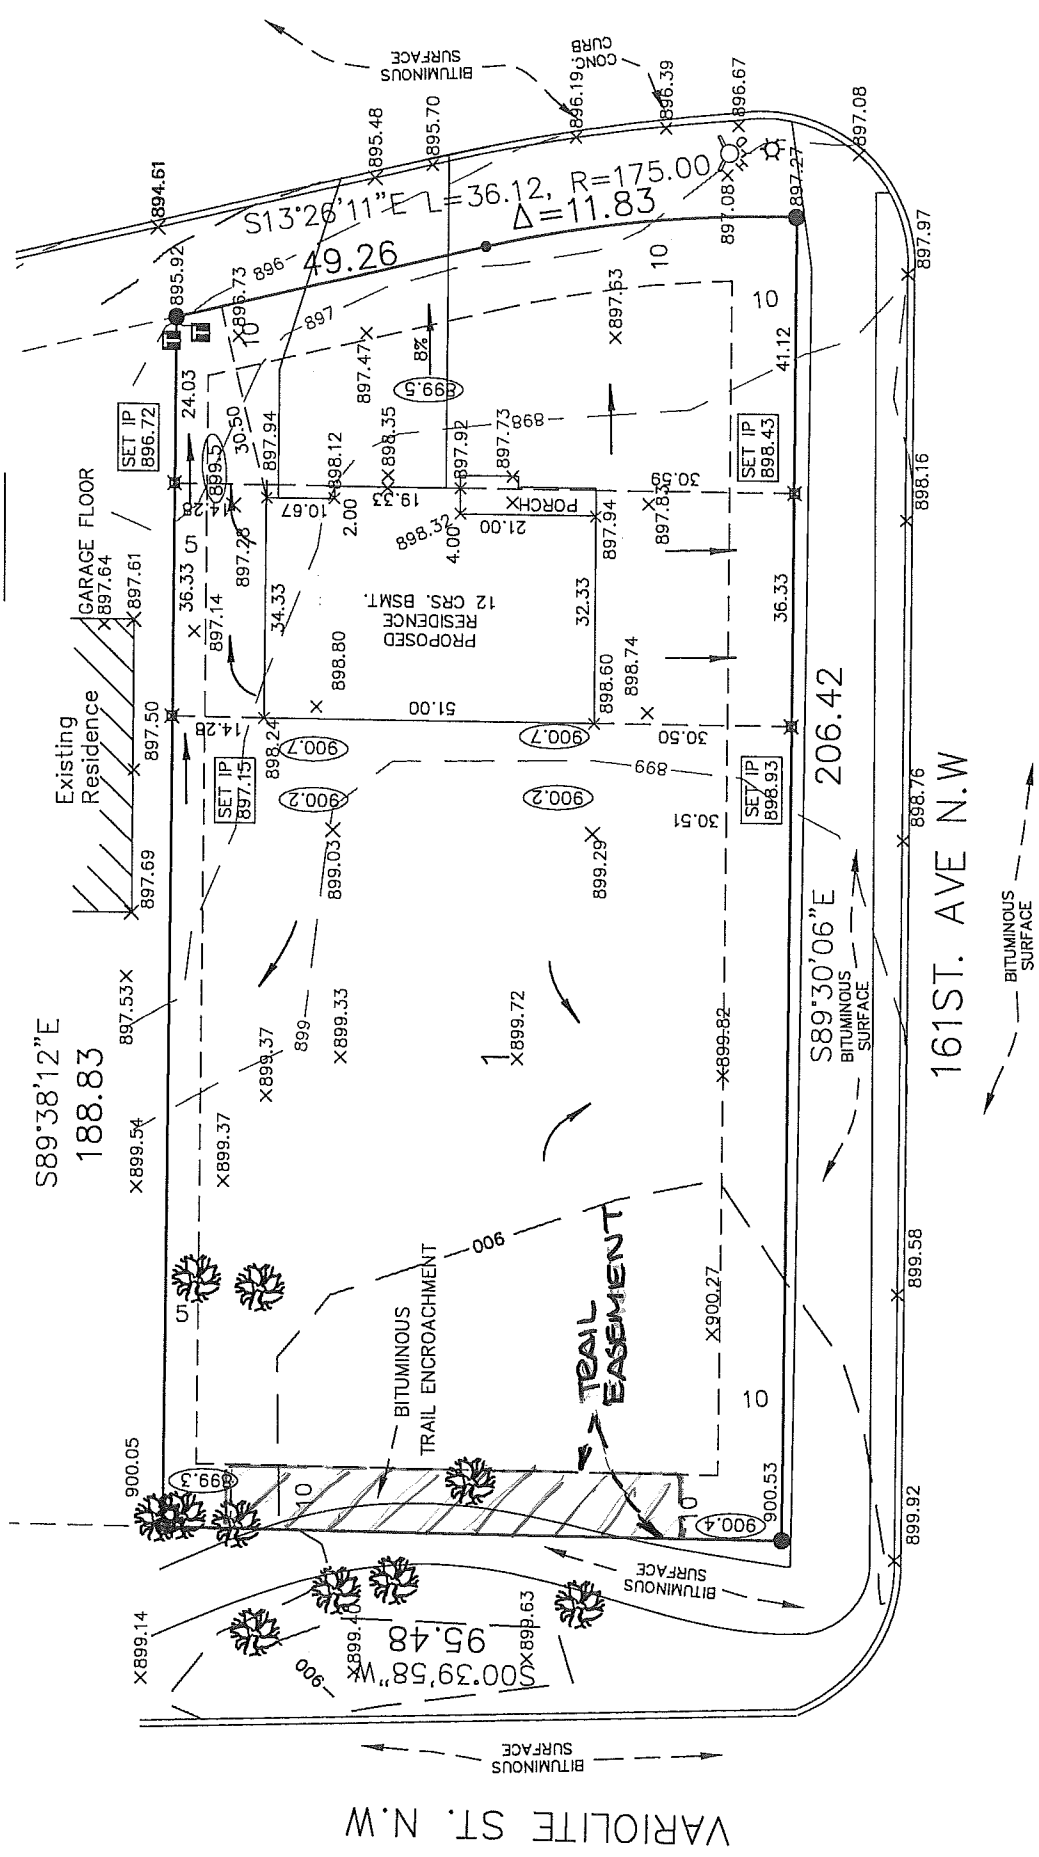 BITUMINOUS
SURFACE
CONC.
CURB
894.61
895.48
895.70
896.19
896.39
896.67
897.08
S13°26'11"E L=36.12, R=175.00
Δ=11.83
49.26
895.92
896
897
896.73
10
897.47
8%
899.5
897.63
10
897.08
897.27
10
897.97
HYD
SET IP
896.72
24.03
30.50
899.5
897.94
898.12
898.35
897.92
897.73
898
41.12
SET IP
898.43
898.16
GARAGE FLOOR
897.64
897.61
14.28
5
897.28
10.67
2.00
19.33
898.32
4.00
21.00
PORCH
897.94
897.83
30.59
36.33
897.14
34.33
PROPOSED
RESIDENCE
12 CRS. BSMT.
32.33
36.33
Existing
Residence
897.50
898.80
51.00
898.60
898.74
14.28
898.24
900.7
900.7
30.50
SET IP
897.15
900.2
900.2
899
SET IP
898.93
30.51
206.42
897.69
899.03
899.29
898.76
897.53
899
899.33
899.37
1
899.72
899.82
S89°30'06"E
BITUMINOUS
SURFACE
161ST. AVE N.W
BITUMINOUS
SURFACE
S89°38'12"E
188.83
899.54
899.37
900
TRAIL
EASEMENT
BITUMINOUS
TRAIL ENCROACHMENT
5
900.27
10
899.58
900.05
899.3
10
10
900.4
900.53
899.92
BITUMINOUS
SURFACE
899.14
899.40
899.63
900
S00°39'58"W
95.48
BITUMINOUS
SURFACE
VARIOLITE ST. N.W